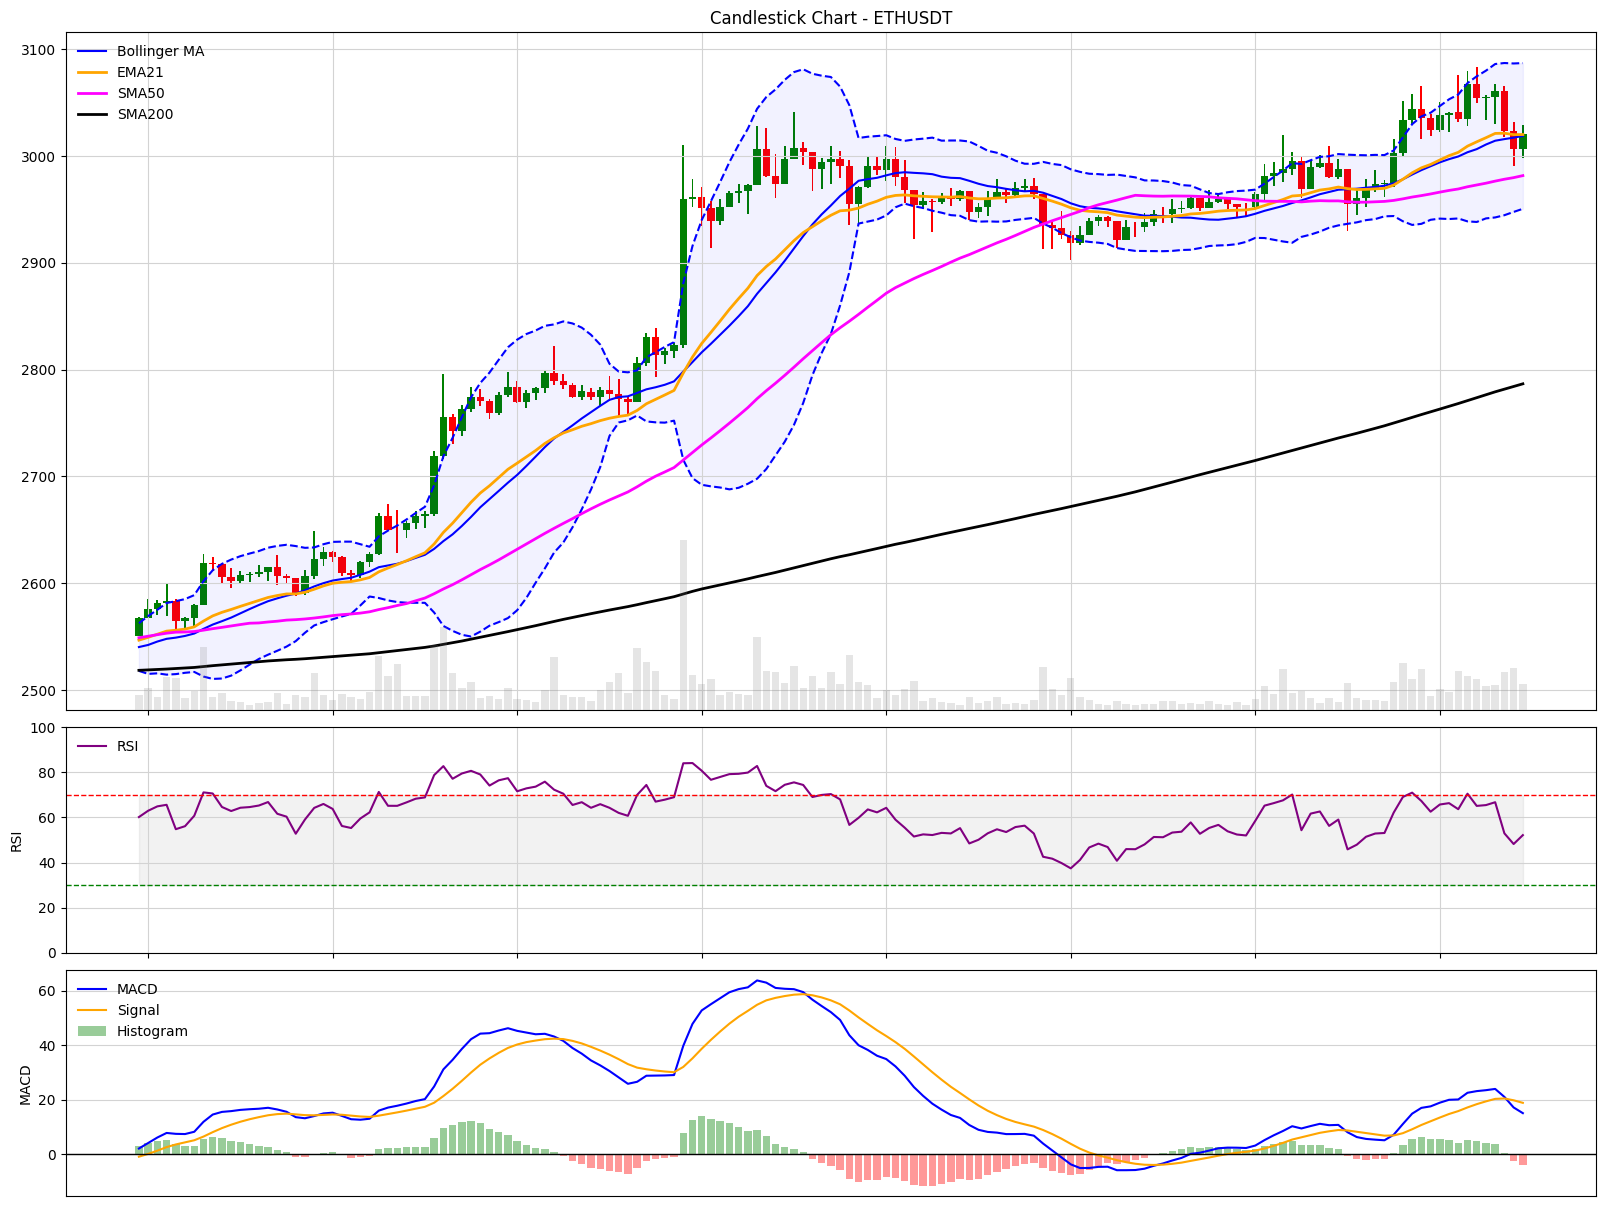 Candlestick Chart - ETHUSDT
Bollinger MA
EMA21
SMA50
SMA200
3100
3000
2900
2800
2700
2600
2500
RSI
100
80
60
40
20
0
RSI
MACD
Signal
Histogram
60
40
20
0
MACD